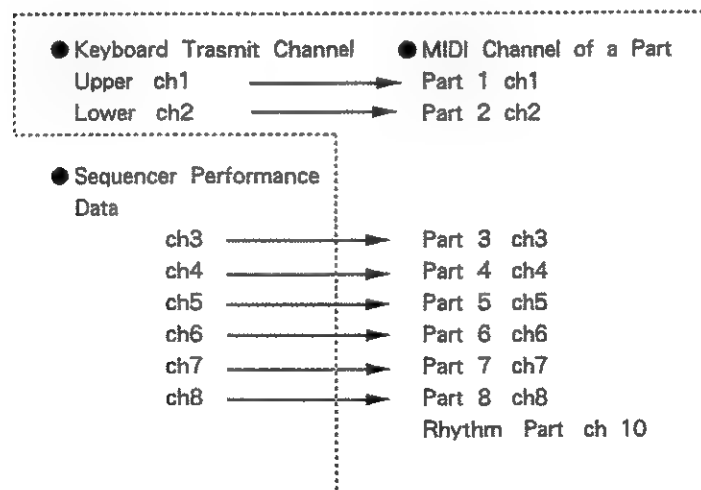 ● Keyboard Trasmit Channel ● MIDI Channel of a Part
Upper ch1 Part 1 ch1
Lower ch2 Part 2 ch2
● Sequencer Performance
Data
ch3 Part 3 ch3
ch4 Part 4 ch4
ch5 Part 5 ch5
ch6 Part 6 ch6
ch7 Part 7 ch7
ch8 Part 8 ch8
Rhythm Part ch 10